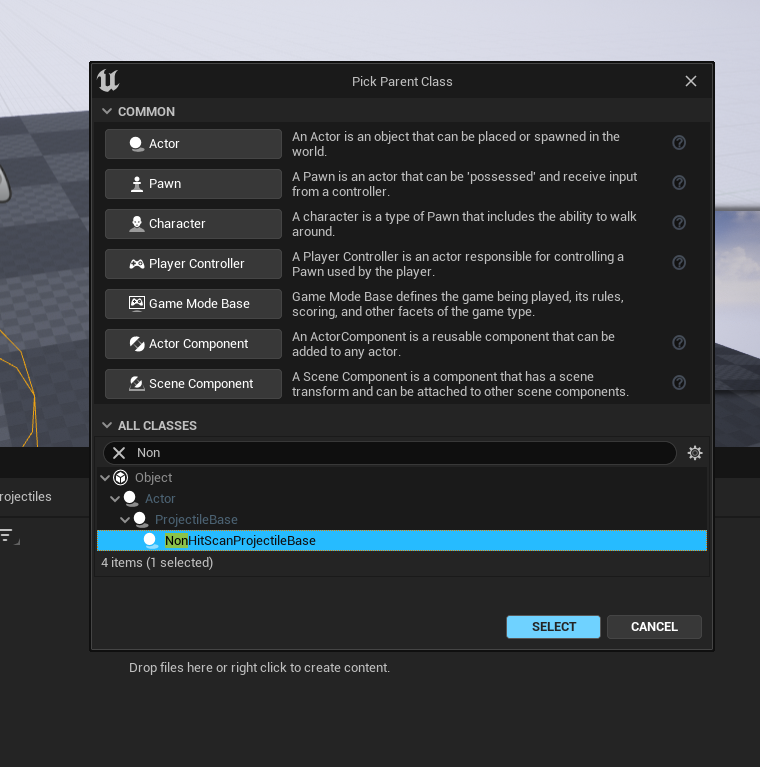 Pick Parent Class
COMMON
Actor
An Actor is an object that can be placed or spawned in the
world.
Pawn
A Pawn is an actor that can be 'possessed' and receive input
from a controller.
Character
A character is a type of Pawn that includes the ability to walk
around.
Player Controller
A Player Controller is an actor responsible for controlling a
Pawn used by the player.
Game Mode Base
Game Mode Base defines the game being played, its rules,
scoring, and other facets of the game type.
Actor Component
An ActorComponent is a reusable component that can be
added to any actor.
Scene Component
A Scene Component is a component that has a scene
transform and can be attached to other scene components.
ALL CLASSES
Non
Object
Actor
ProjectileBase
NonHitScanProjectileBase
4 items (1 selected)
SELECT
CANCEL
rojectiles
Drop files here or right click to create content.